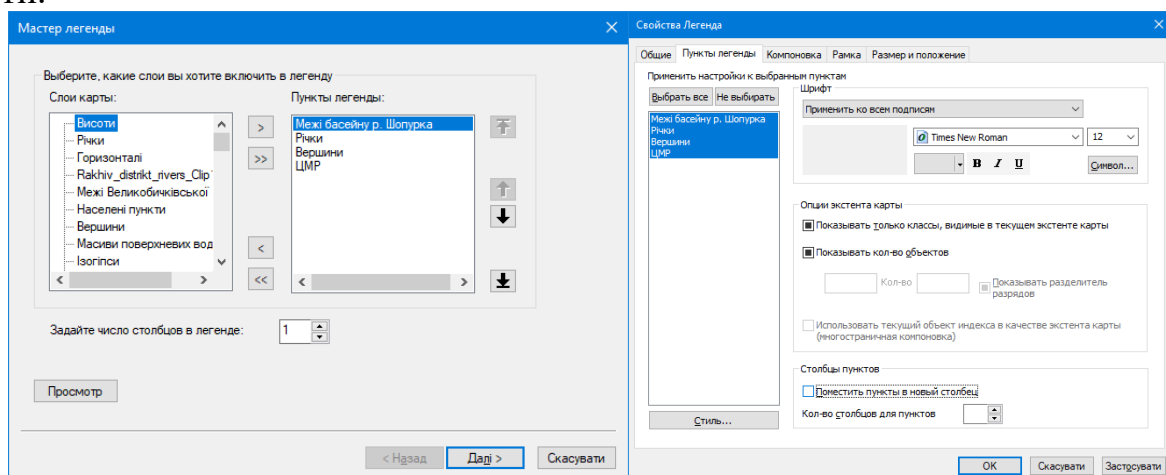 Мастер легенды
Выберите, какие слои вы хотите включить в легенду
Слои карты:
Висоти
Річки
Горизонталі
Rakhiv_distrikt_rivers_Clip
Межі Великобичківської
Населені пункти
Вершини
Масиви поверхневих вод
Ізогіпси
>
>>
<
<<
Пункты легенды:
Межі басейну р. Шопурка
Річки
Вершини
ЦМР
Задайте число столбцов в легенде:
1
Просмотр
< Назад
Далі >
Скасувати
Свойства Легенда
Общие Пункты легенды Компоновка Рамка Размер и положение
Применить настройки к выбранным пунктам
Выбрать все Не выбирать
Межі басейну р. Шопурка
Річки
Вершини
ЦМР
Стиль...
Шрифт
Применить ко всем подписям
Times New Roman 12
B I U
Символ...
Опции экстента карты
Показывать только классы, видимые в текущем экстенте карты
Показывать кол-во объектов
Кол-во
Показывать разделитель
разрядов
Использовать текущий объект индекса в качестве экстента карты
(многостраничная компоновка)
Столбцы пунктов
Поместить пункты в новый столбец
Кол-во столбцов для пунктов
OK Скасувати Застосувати